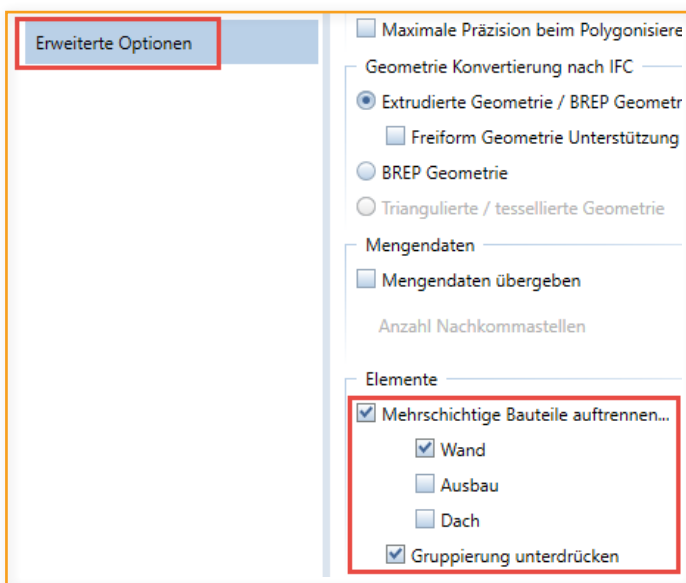 Erweiterte Optionen
Maximale Präzision beim Polygonisiere
Geometrie Konvertierung nach IFC
Extrudierte Geometrie / BREP Geometr
Freiform Geometrie Unterstützung
BREP Geometrie
Triangulierte / tessellierte Geometrie
Mengendaten
Mengendaten übergeben
Anzahl Nachkommastellen
Elemente
Mehrschichtige Bauteile auftrennen...
Wand
Ausbau
Dach
Gruppierung unterdrücken